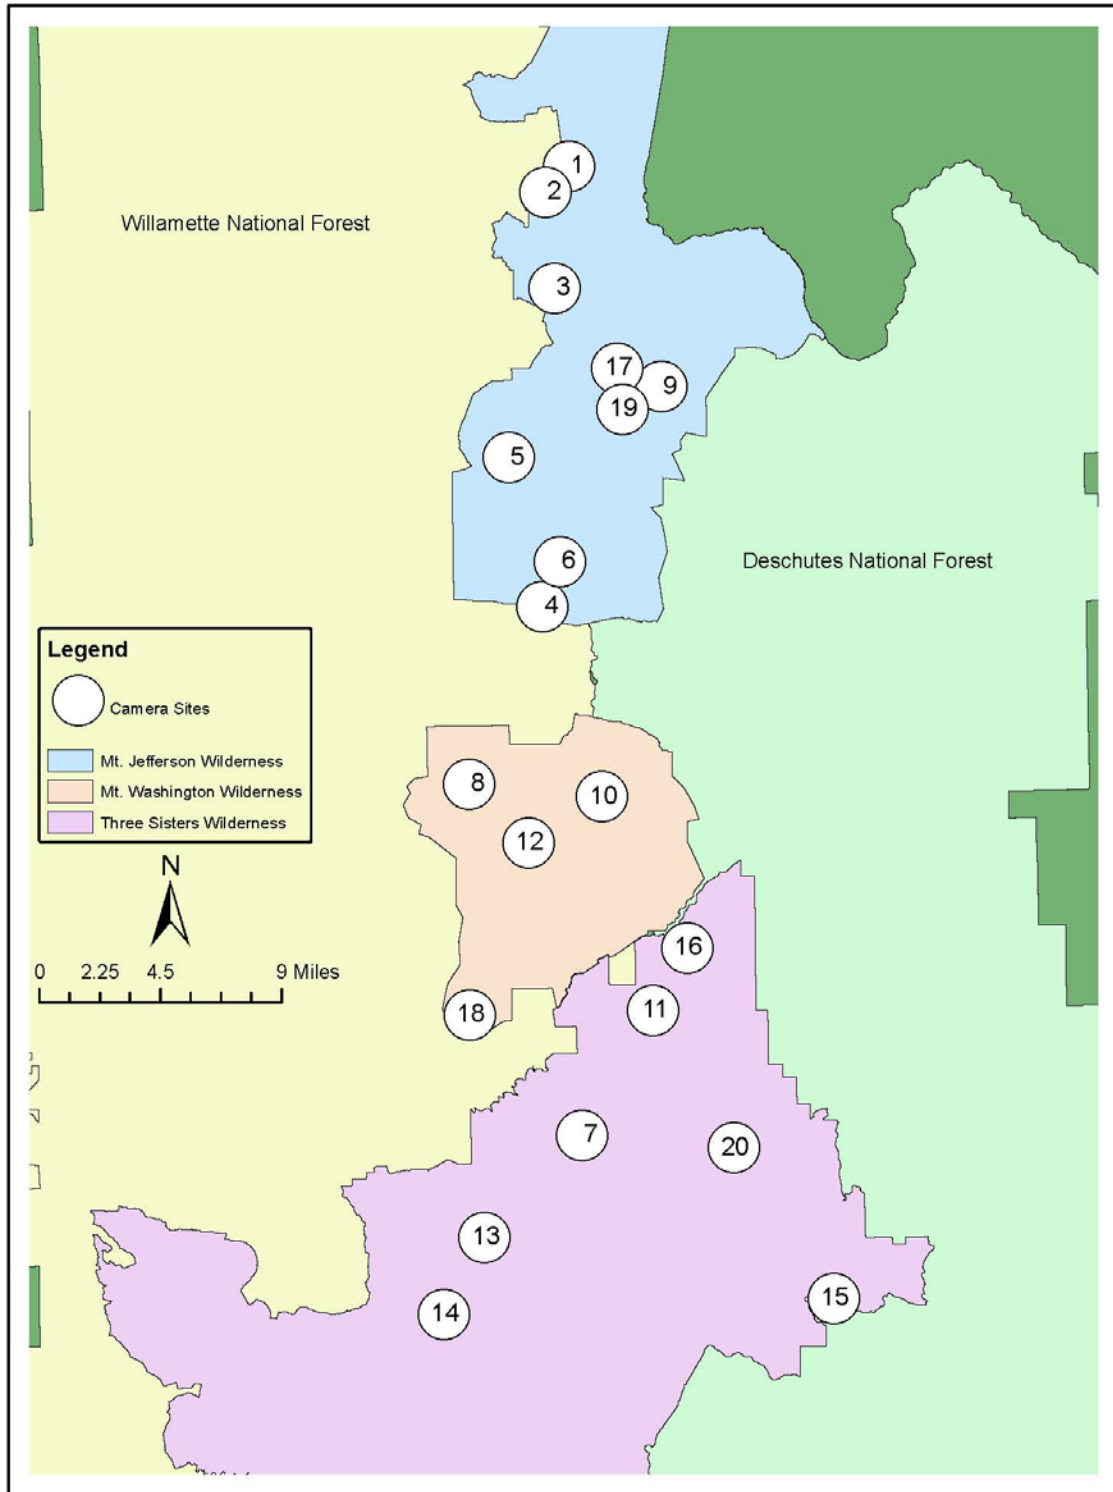 1
2
Willamette National Forest
3
17
9
19
5
6
Deschutes National Forest
4
Legend
Camera Sites
Mt. Jefferson Wilderness
Mt. Washington Wilderness
Three Sisters Wilderness
8
10
12
N
16
0 2.25 4.5 9 Miles
11
18
7
20
13
15
14